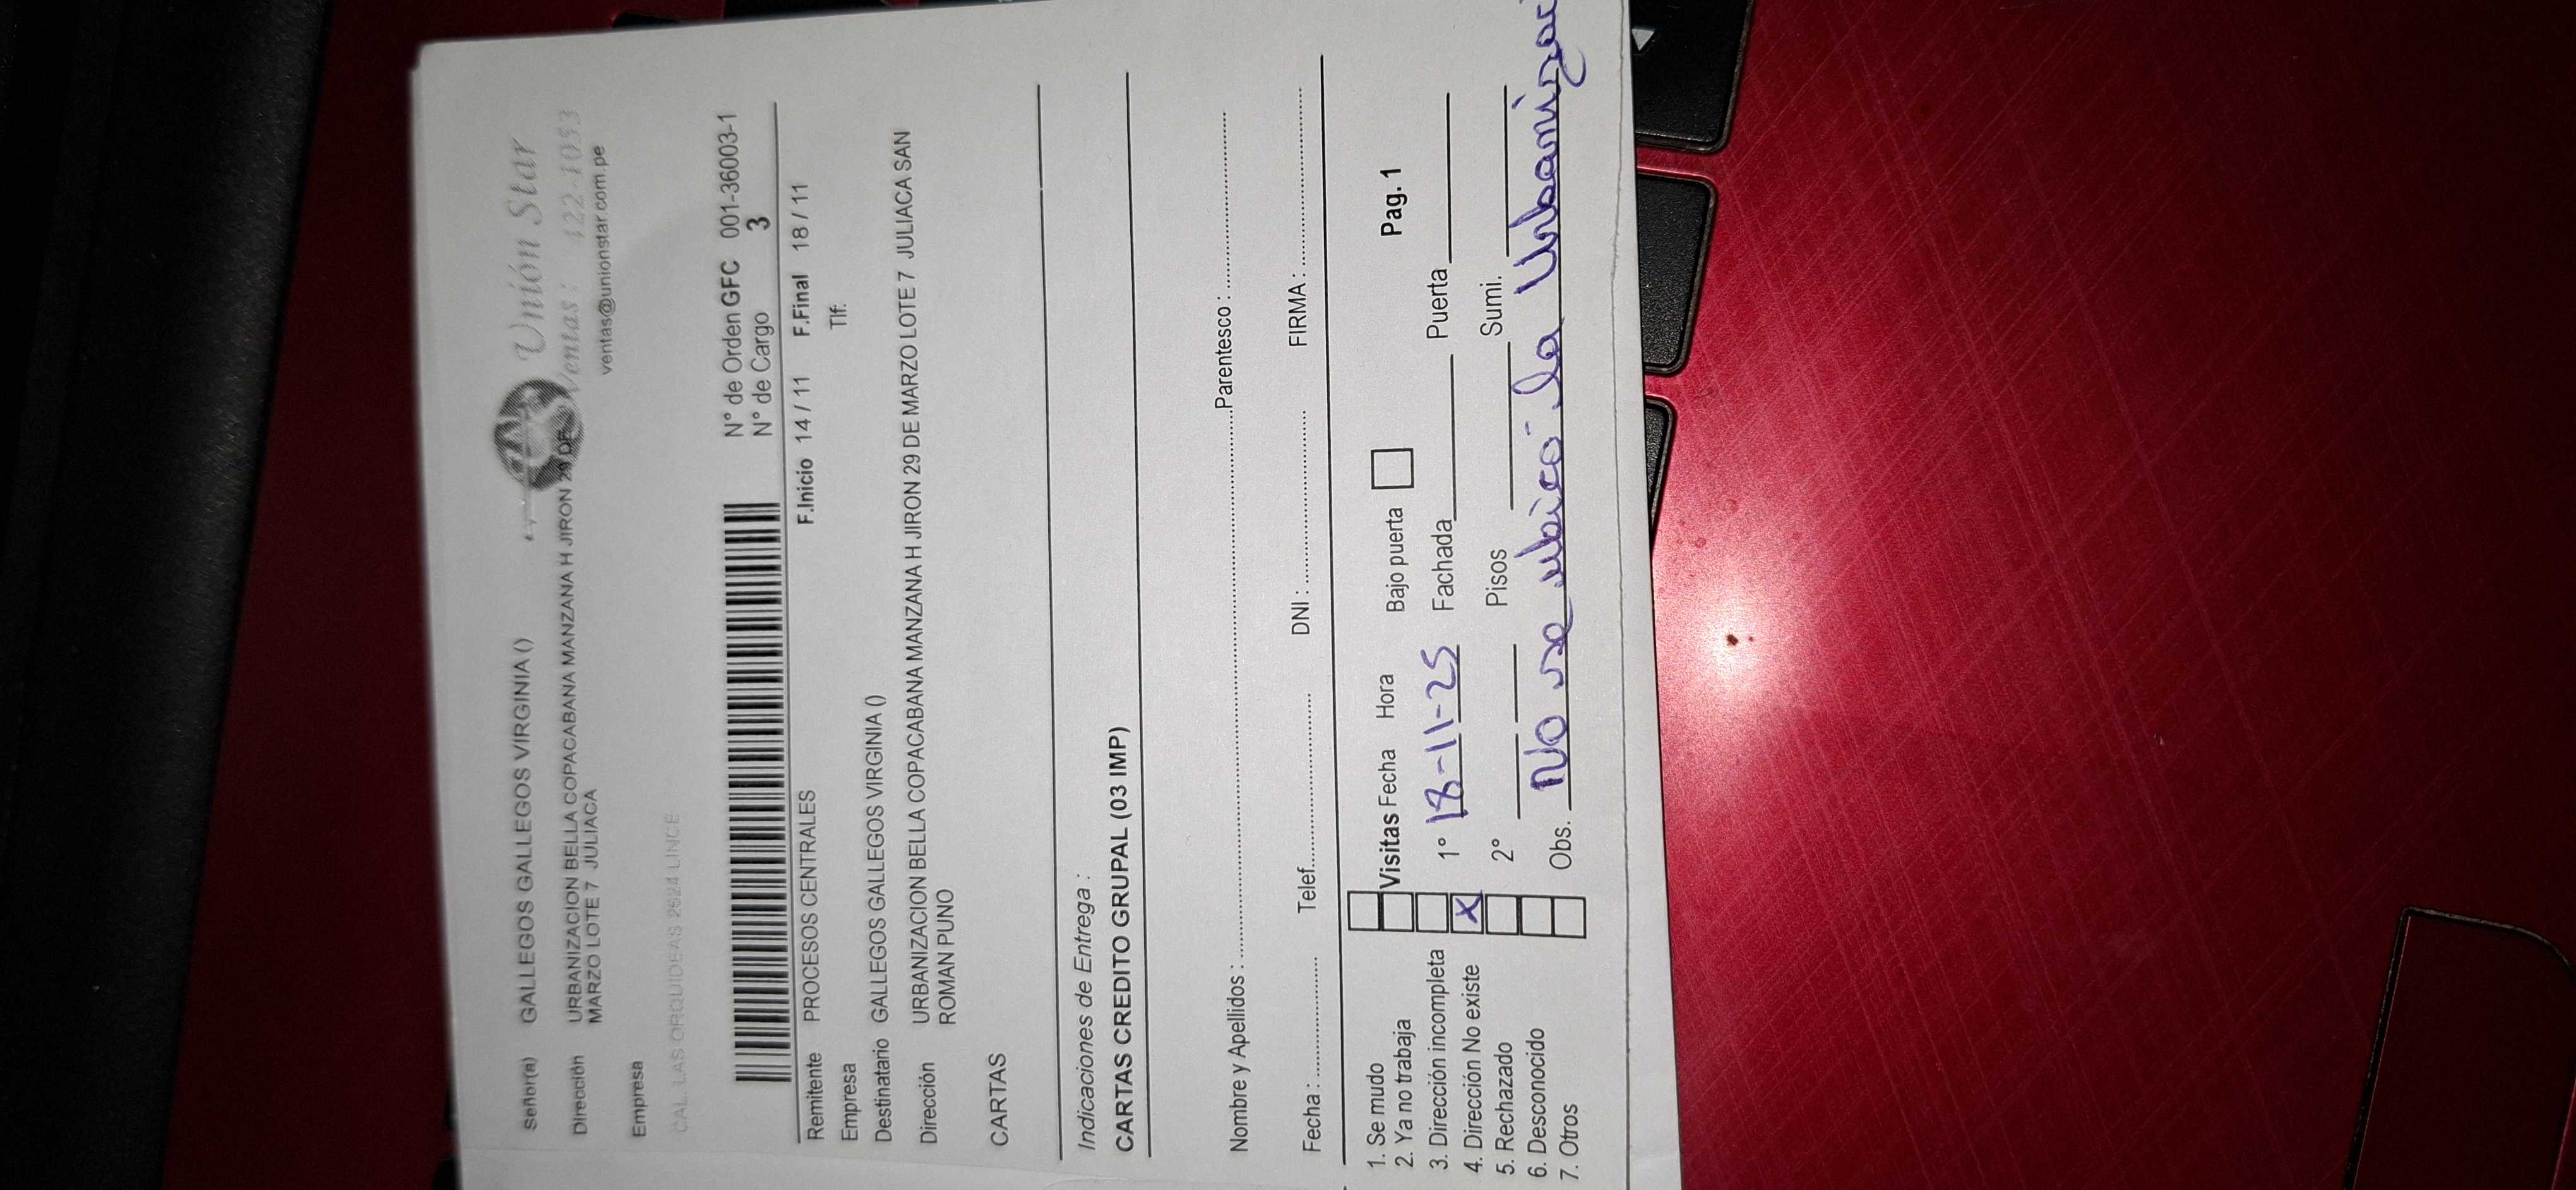 Unión Star
Ventas: 422-1053
ventas@unionstar.com.pe
Señor(a) GALLEGOS GALLEGOS VIRGINIA ()
Dirección URBANIZACION BELLA COPACABANA MANZANA H JIRON 29 DE
MARZO LOTE 7 JULIACA
Empresa
CAL. LAS ORQUIDEAS 2624 LINCE
N° de Orden GFC 001-36003-1
N° de Cargo 3
F.Inicio 14 / 11 F.Final 18 / 11
Remitente PROCESOS CENTRALES Tlf:
Empresa
Destinatario GALLEGOS GALLEGOS VIRGINIA ()
Dirección URBANIZACION BELLA COPACABANA MANZANA H JIRON 29 DE MARZO LOTE 7 JULIACA SAN
ROMAN PUNO
CARTAS
Indicaciones de Entrega :
CARTAS CREDITO GRUPAL (03 IMP)
Nombre y Apellidos : Parentesco :
Fecha : Telef. DNI : FIRMA :
1. Se mudo
2. Ya no trabaja
3. Dirección incompleta
4. Dirección No existe X
5. Rechazado
6. Desconocido
7. Otros
Visitas Fecha Hora Bajo puerta Pag. 1
1° 18-11-25 Fachada Puerta
2° Pisos Sumi.
Obs. No se ubico la